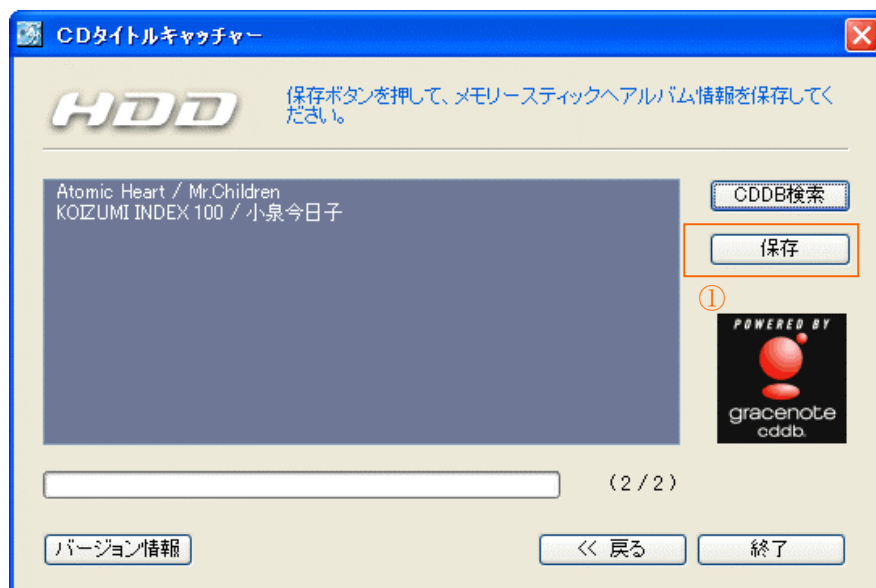 CDタイトルキャッチャー
HDD
保存ボタンを押して、メモリースティックへアルバム情報を保存してく
ださい。
Atomic Heart / Mr.Children
KOIZUMI INDEX 100 / 小泉今日子
CDDB検索
保存
①
POWERED BY
gracenote
cddb.
(2/2)
バージョン情報
<< 戻る
終了